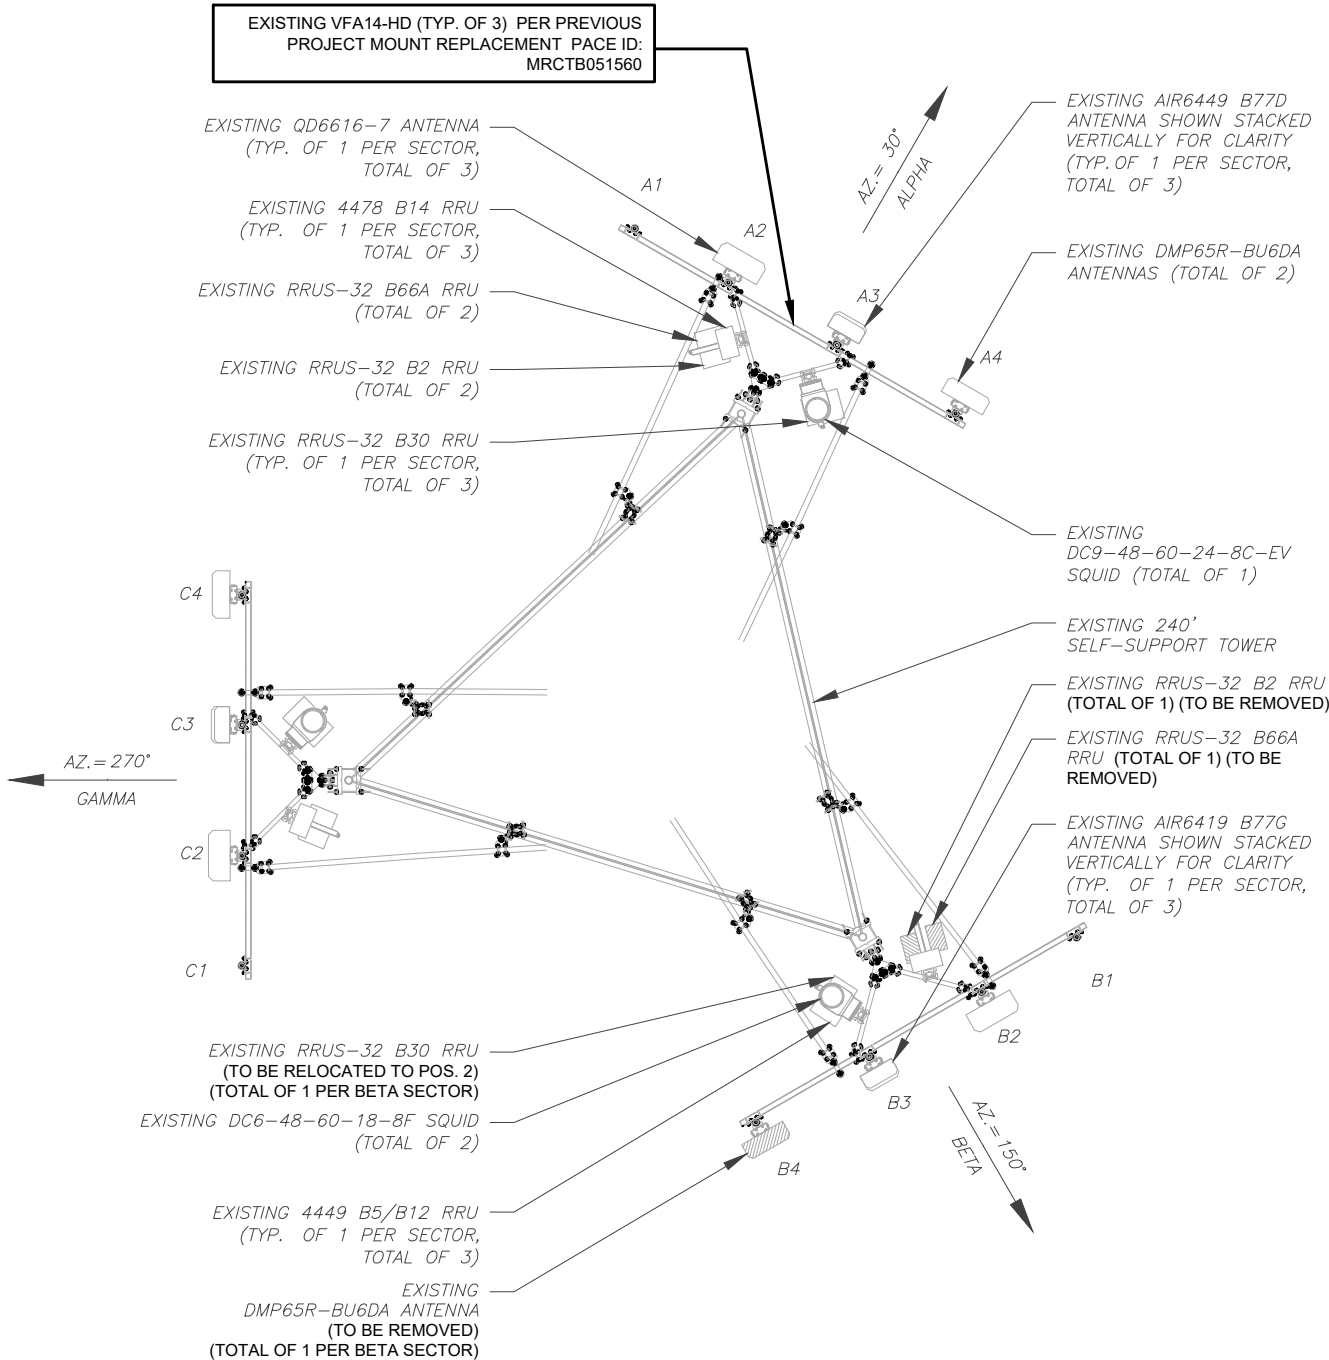 EXISTING VFA14-HD (TYP. OF 3) PER PREVIOUS
PROJECT MOUNT REPLACEMENT PACE ID:
MRCTB051560
EXISTING QD6616-7 ANTENNA
(TYP. OF 1 PER SECTOR,
TOTAL OF 3)
EXISTING 4478 B14 RRU
(TYP. OF 1 PER SECTOR,
TOTAL OF 3)
EXISTING RRUS-32 B66A RRU
(TOTAL OF 2)
EXISTING RRUS-32 B2 RRU
(TOTAL OF 2)
EXISTING RRUS-32 B30 RRU
(TYP. OF 1 PER SECTOR,
TOTAL OF 3)
A1
A2
A3
A4
AZ.= 30°
ALPHA
EXISTING AIR6449 B77D
ANTENNA SHOWN STACKED
VERTICALLY FOR CLARITY
(TYP.OF 1 PER SECTOR,
TOTAL OF 3)
EXISTING DMP65R-BU6DA
ANTENNAS (TOTAL OF 2)
EXISTING
DC9-48-60-24-8C-EV
SQUID (TOTAL OF 1)
EXISTING 240'
SELF-SUPPORT TOWER
EXISTING RRUS-32 B2 RRU
(TOTAL OF 1) (TO BE REMOVED)
EXISTING RRUS-32 B66A
RRU (TOTAL OF 1) (TO BE
REMOVED)
EXISTING AIR6419 B77G
ANTENNA SHOWN STACKED
VERTICALLY FOR CLARITY
(TYP. OF 1 PER SECTOR,
TOTAL OF 3)
C4
C3
AZ.= 270°
GAMMA
C2
C1
B1
B2
B3
B4
AZ.= 150°
BETA
EXISTING RRUS-32 B30 RRU
(TO BE RELOCATED TO POS. 2)
(TOTAL OF 1 PER BETA SECTOR)
EXISTING DC6-48-60-18-8F SQUID
(TOTAL OF 2)
EXISTING 4449 B5/B12 RRU
(TYP. OF 1 PER SECTOR,
TOTAL OF 3)
EXISTING
DMP65R-BU6DA ANTENNA
(TO BE REMOVED)
(TOTAL OF 1 PER BETA SECTOR)